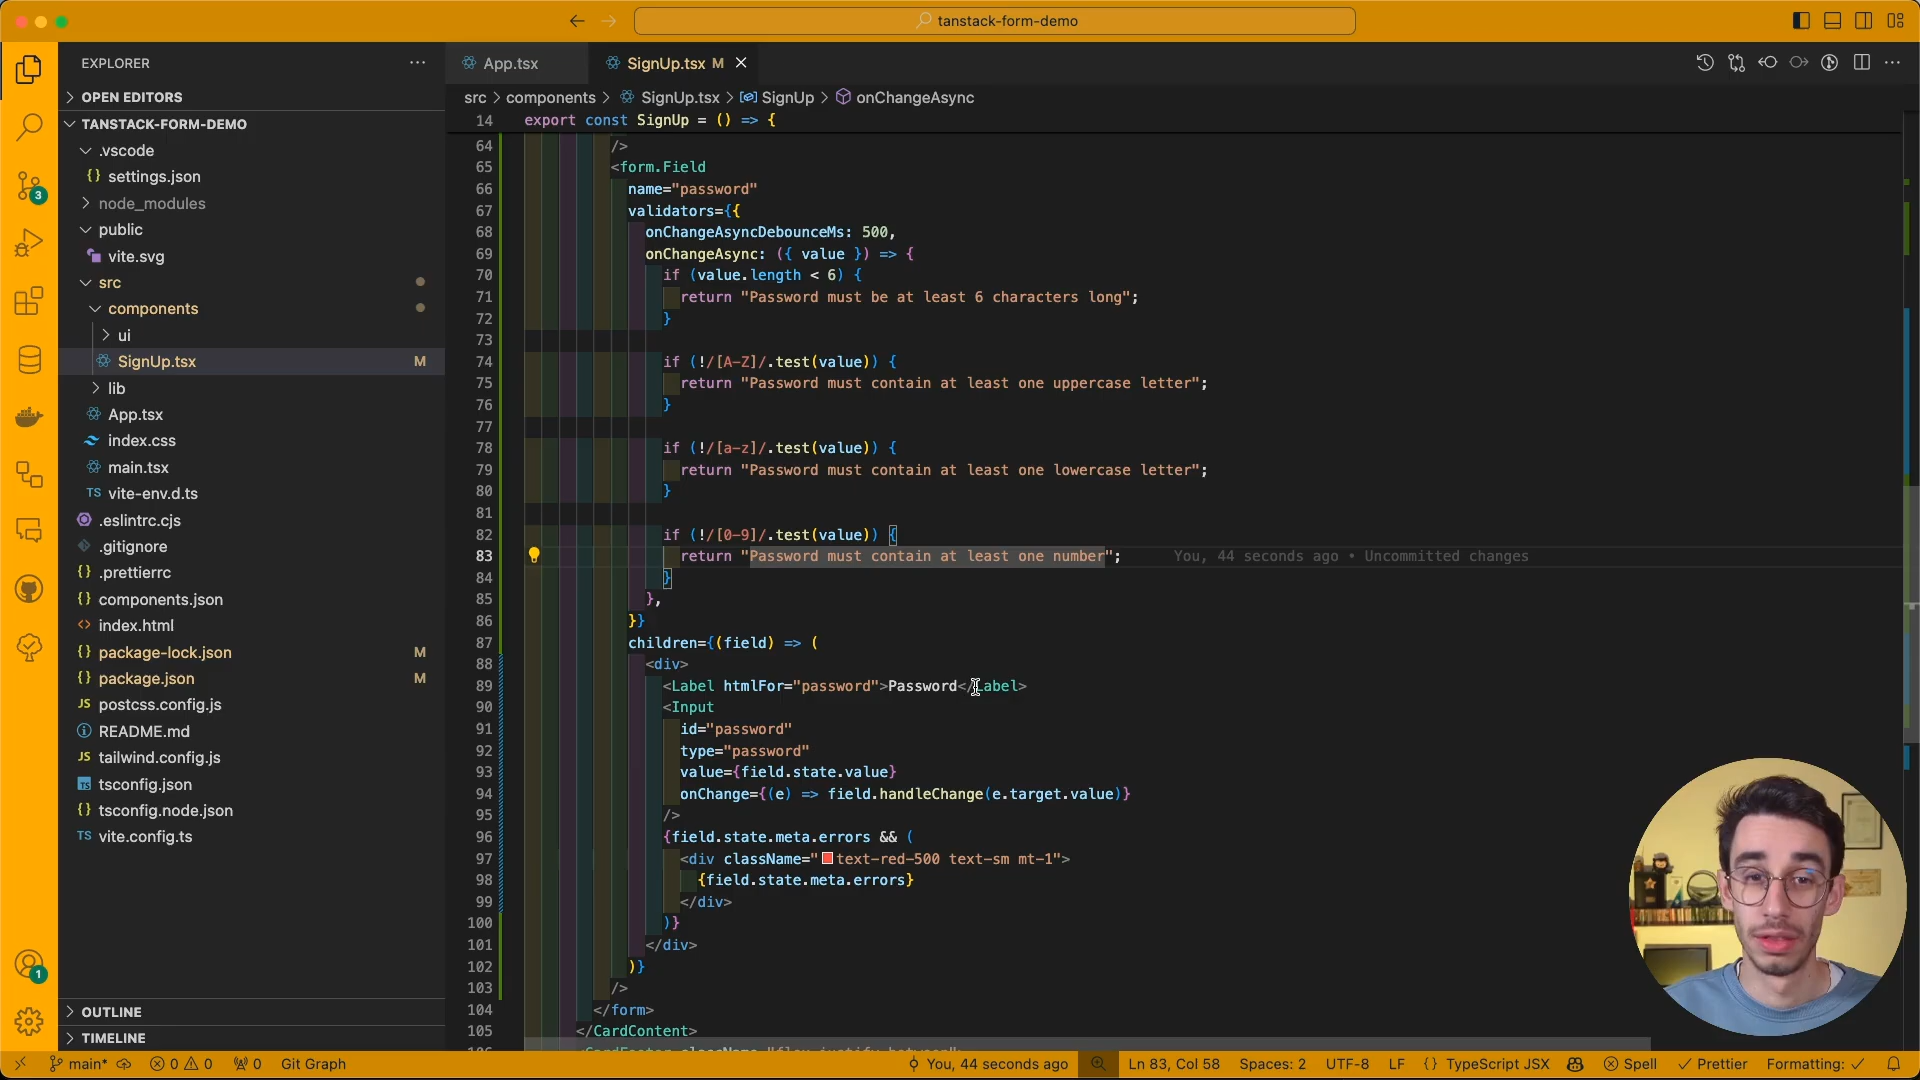 tanstack-form-demo
EXPLORER
OPEN EDITORS
TANSTACK-FORM-DEMO
.vscode
settings.json
node_modules
public
vite.svg
src
components
ui
SignUp.tsx M
lib
App.tsx
index.css
main.tsx
TS vite-env.d.ts
.eslintrc.cjs
.gitignore
{} .prettierrc
{} components.json
<> index.html
{} package-lock.json M
{} package.json M
JS postcss.config.js
README.md
JS tailwind.config.js
TS tsconfig.json
{} tsconfig.node.json
TS vite.config.ts
OUTLINE
TIMELINE
3
1
App.tsx
SignUp.tsx M
src > components > SignUp.tsx > SignUp > onChangeAsync
14 export const SignUp = () => {
64 />
65 <form.Field
66 name="password"
67 validators={{
68 onChangeAsyncDebounceMs: 500,
69 onChangeAsync: ({ value }) => {
70 if (value.length < 6) {
71 return "Password must be at least 6 characters long";
72 }
73
74 if (!/[A-Z]/.test(value)) {
75 return "Password must contain at least one uppercase letter";
76 }
77
78 if (!/[a-z]/.test(value)) {
79 return "Password must contain at least one lowercase letter";
80 }
81
82 if (!/[0-9]/.test(value)) {
83 return "Password must contain at least one number"; You, 44 seconds ago • Uncommitted changes
84 }
85 },
86 }}
87 children={(field) => (
88 <div>
89 <Label htmlFor="password">Password</Label>
90 <Input
91 id="password"
92 type="password"
93 value={field.state.value}
94 onChange={(e) => field.handleChange(e.target.value)}
95 />
96 {field.state.meta.errors && (
97 <div className="text-red-500 text-sm mt-1">
98 {field.state.meta.errors}
99 </div>
100 )}
101 </div>
102 )}
103 />
104 </form>
105 </CardContent>
main* 0 0 0 Git Graph You, 44 seconds ago Ln 83, Col 58 Spaces: 2 UTF-8 LF {} TypeScript JSX Spell Prettier Formatting: ✓